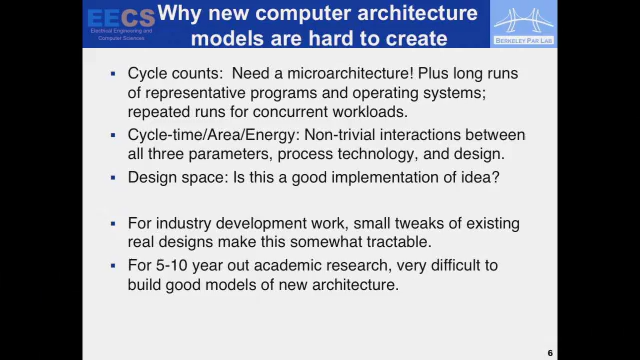 EECS
Electrical Engineering and
Computer Sciences
Why new computer architecture
models are hard to create
BERKELEY PAR LAB
▪ Cycle counts:  Need a microarchitecture! Plus long runs
of representative programs and operating systems;
repeated runs for concurrent workloads.
▪ Cycle-time/Area/Energy: Non-trivial interactions between
all three parameters, process technology, and design.
▪ Design space: Is this a good implementation of idea?
▪ For industry development work, small tweaks of existing
real designs make this somewhat tractable.
▪ For 5-10 year out academic research, very difficult to
build good models of new architecture.
6